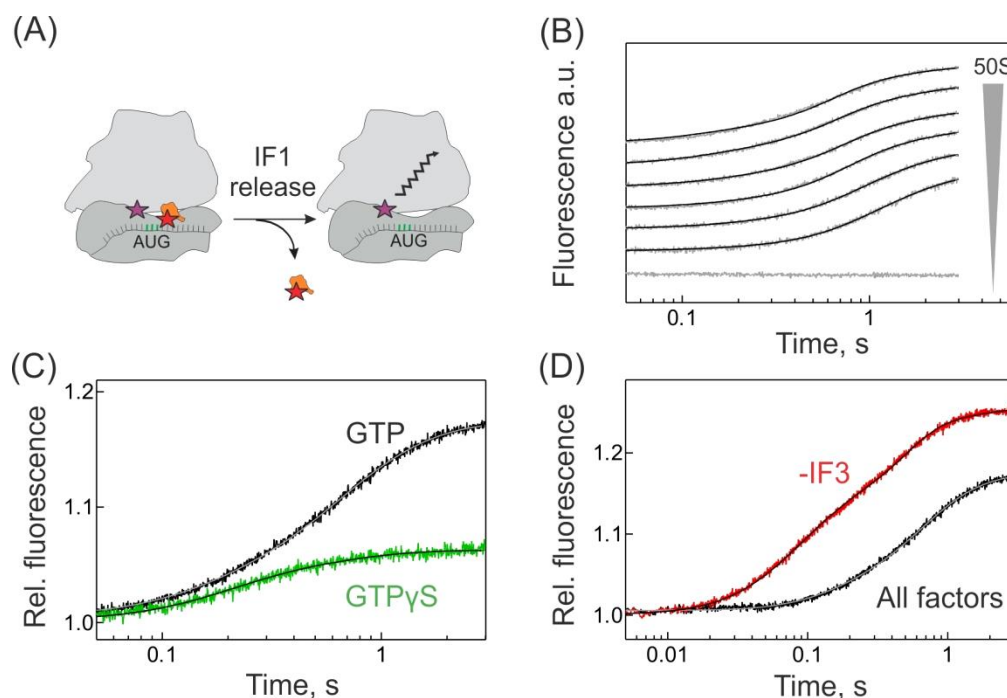 (A)
IF1
release
AUG
AUG
(B)
50S
Fluorescence a.u.
0.1
1
Time, s
(C)
1.2
1.1
1.0
Rel. fluorescence
GTP
GTPγS
0.1
1
Time, s
(D)
1.2
1.1
1.0
Rel. fluorescence
-IF3
All factors
0.01
0.1
1
Time, s